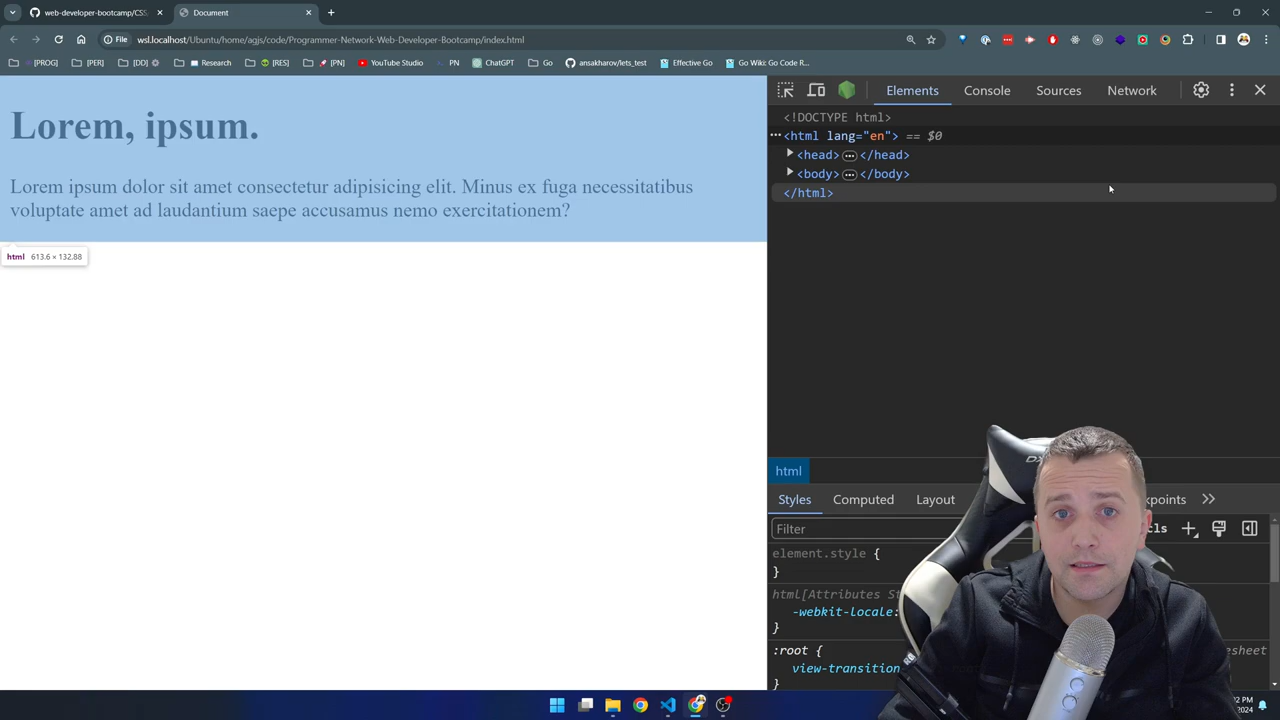 web-developer-bootcamp/CSS
Document
File
wsl.localhost/Ubuntu/home/agjs/code/Programmer-Network-Web-Developer-Bootcamp/index.html
[PROG]
[PER]
[DD]
Research
[RES]
[PN]
YouTube Studio
PN
ChatGPT
Go
ansakharov/lets_test
Effective Go
Go Wiki: Go Code R...
Elements
Console
Sources
Network
Lorem, ipsum.
Lorem ipsum dolor sit amet consectetur adipisicing elit. Minus ex fuga necessitatibus
voluptate amet ad laudantium saepe accusamus nemo exercitationem?
html 613.6 × 132.88
<!DOCTYPE html>
<html lang="en"> == $0
<head> </head>
<body> </body>
</html>
html
Styles
Computed
Layout
Filter
element.style {
}
html[Attributes
-webkit-locale:
}
:root {
view-transition
2024